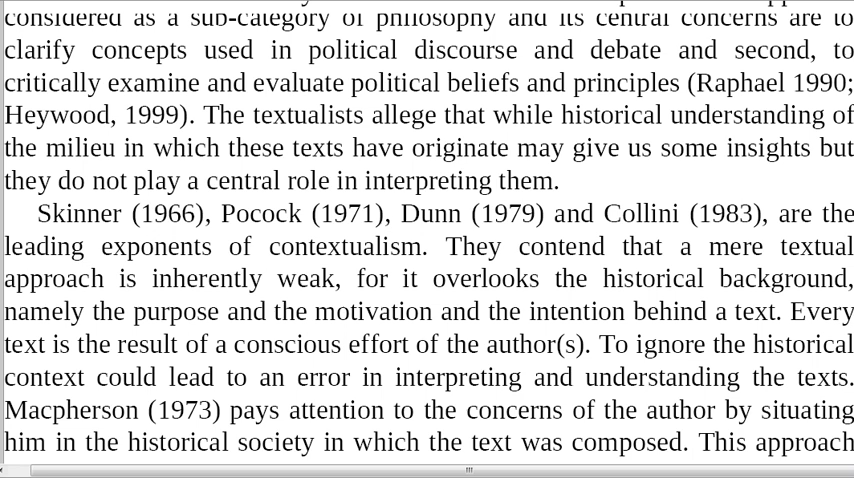 considered as a sub-category of philosophy and its central concerns are to
clarify concepts used in political discourse and debate and second, to
critically examine and evaluate political beliefs and principles (Raphael 1990;
Heywood, 1999). The textualists allege that while historical understanding of
the milieu in which these texts have originate may give us some insights but
they do not play a central role in interpreting them.
Skinner (1966), Pocock (1971), Dunn (1979) and Collini (1983), are the
leading exponents of contextualism. They contend that a mere textual
approach is inherently weak, for it overlooks the historical background,
namely the purpose and the motivation and the intention behind a text. Every
text is the result of a conscious effort of the author(s). To ignore the historical
context could lead to an error in interpreting and understanding the texts.
Macpherson (1973) pays attention to the concerns of the author by situating
him in the historical society in which the text was composed. This approach